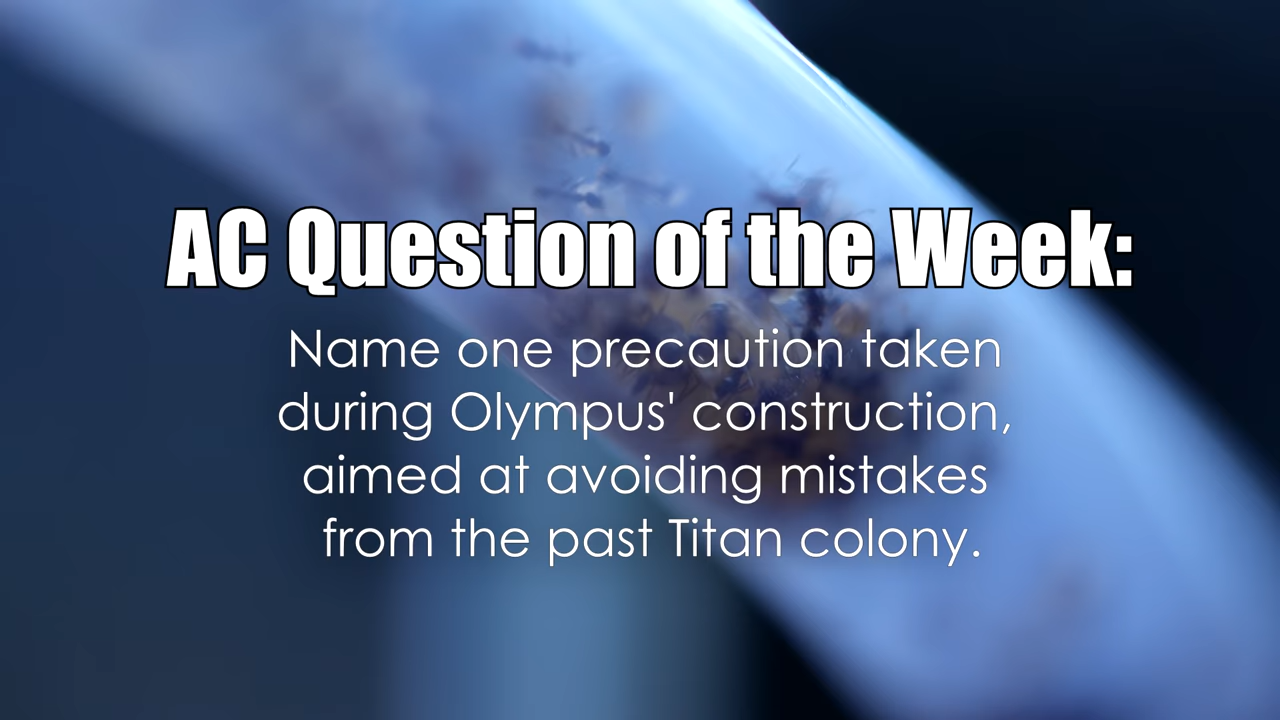 AC Question of the Week:
Name one precaution taken
during Olympus' construction,
aimed at avoiding mistakes
from the past Titan colony.